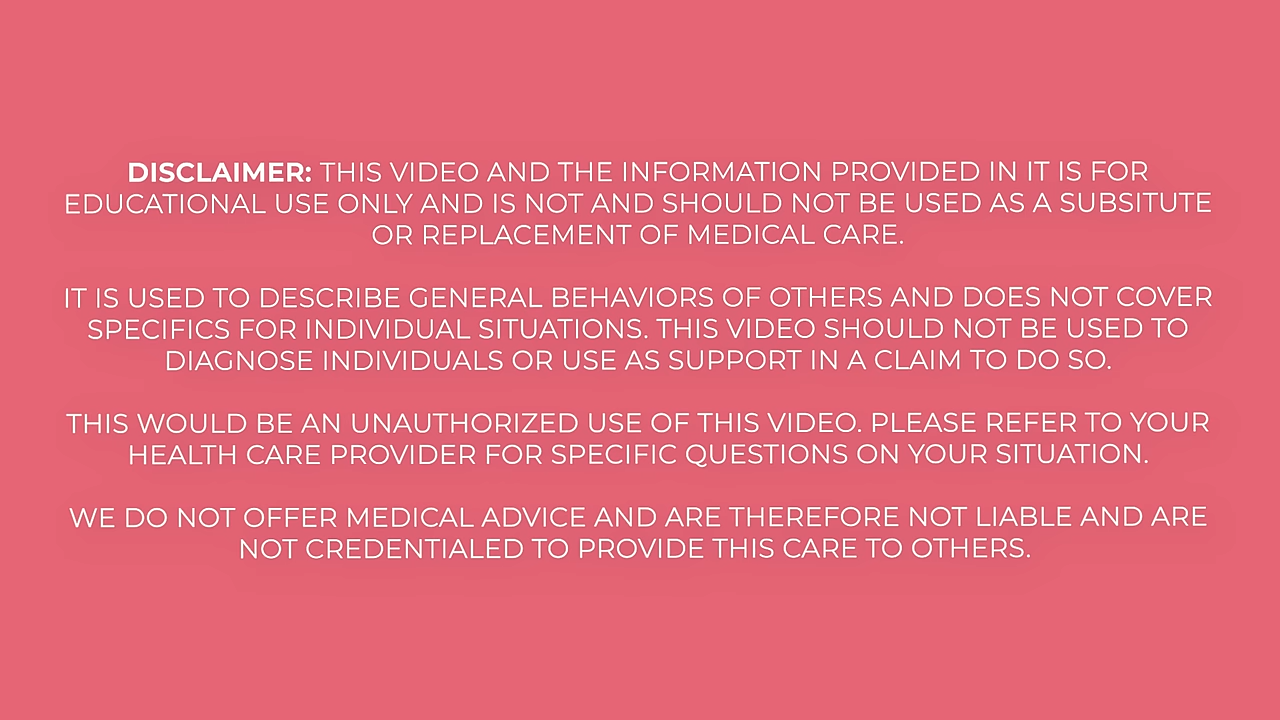 DISCLAIMER: THIS VIDEO AND THE INFORMATION PROVIDED IN IT IS FOR
EDUCATIONAL USE ONLY AND IS NOT AND SHOULD NOT BE USED AS A SUBSITUTE
OR REPLACEMENT OF MEDICAL CARE.
IT IS USED TO DESCRIBE GENERAL BEHAVIORS OF OTHERS AND DOES NOT COVER
SPECIFICS FOR INDIVIDUAL SITUATIONS. THIS VIDEO SHOULD NOT BE USED TO
DIAGNOSE INDIVIDUALS OR USE AS SUPPORT IN A CLAIM TO DO SO.
THIS WOULD BE AN UNAUTHORIZED USE OF THIS VIDEO. PLEASE REFER TO YOUR
HEALTH CARE PROVIDER FOR SPECIFIC QUESTIONS ON YOUR SITUATION.
WE DO NOT OFFER MEDICAL ADVICE AND ARE THEREFORE NOT LIABLE AND ARE
NOT CREDENTIALED TO PROVIDE THIS CARE TO OTHERS.